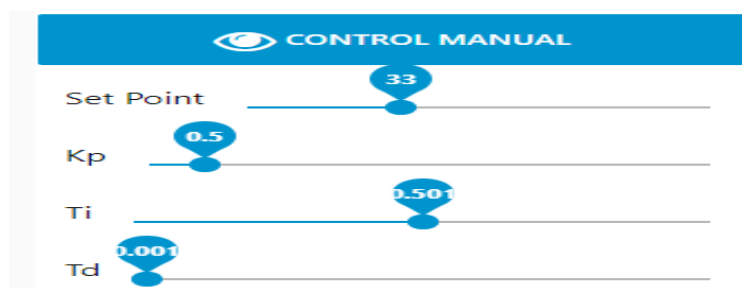 CONTROL MANUAL
33
Set Point
0.5
Kp
0.501
Ti
0.001
Td